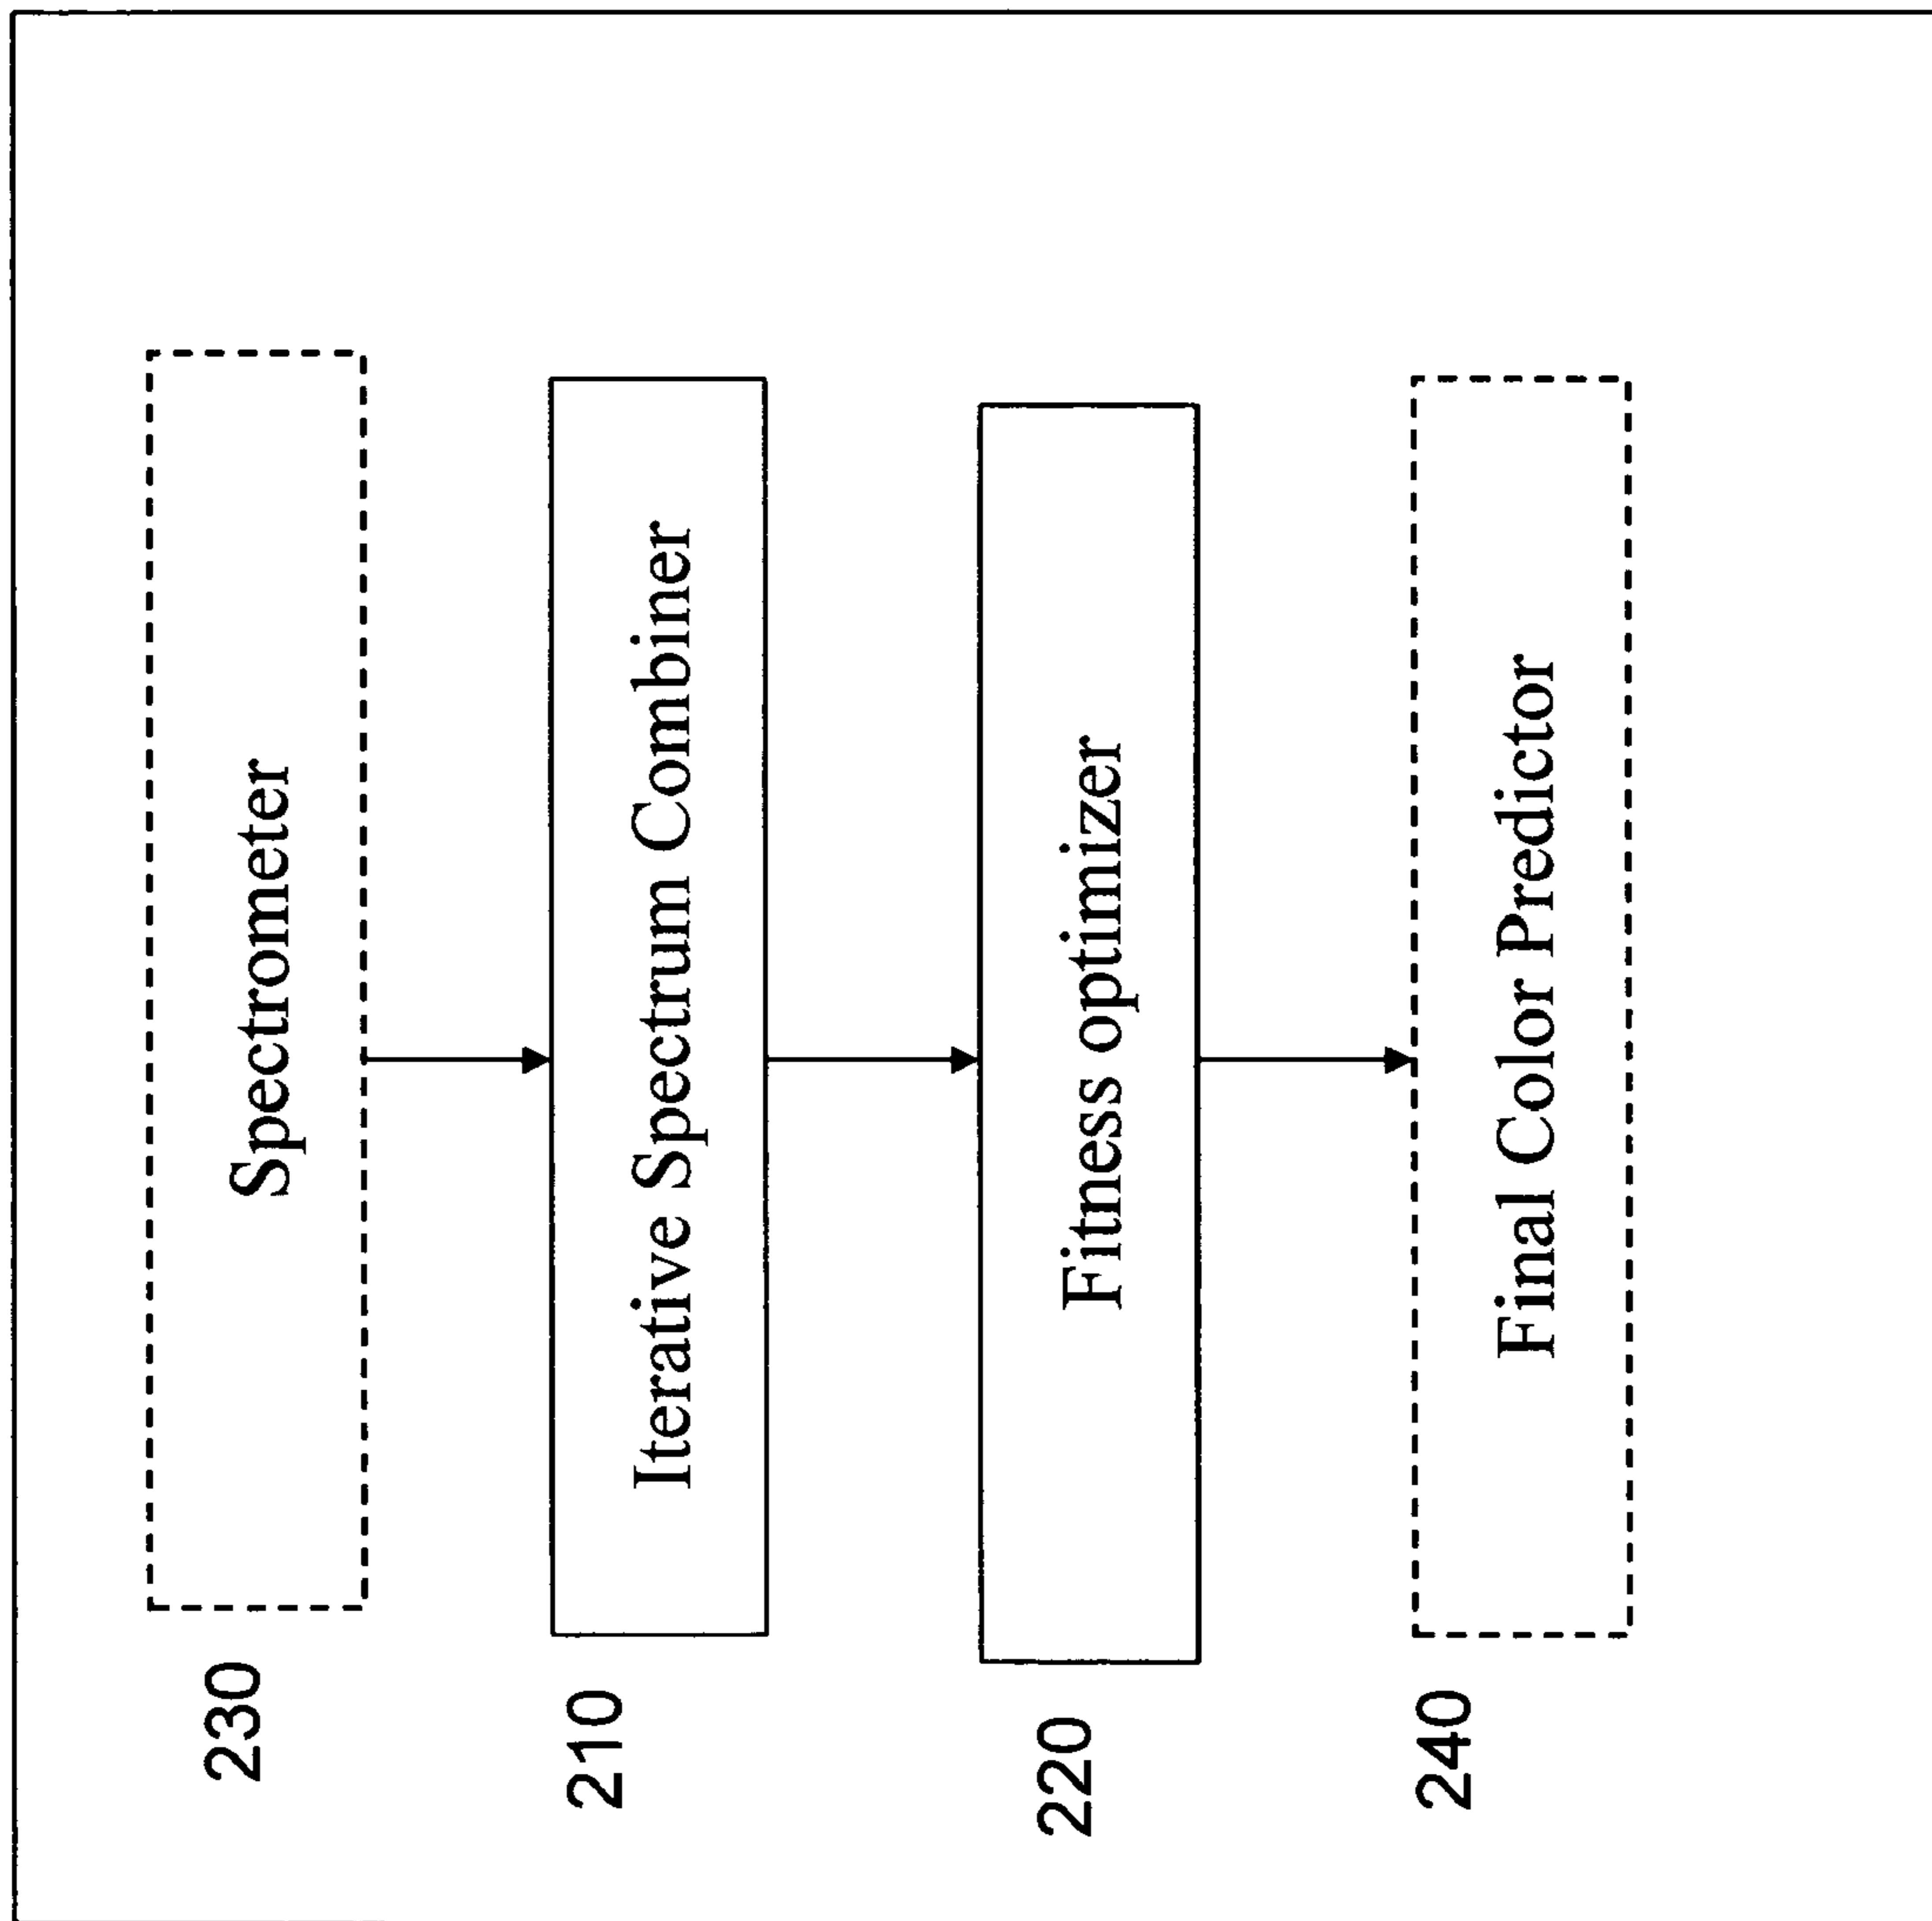 230
Spectrometer
210
Iterative Spectrum Combiner
220
Fitness optimizer
240
Final Color Predictor